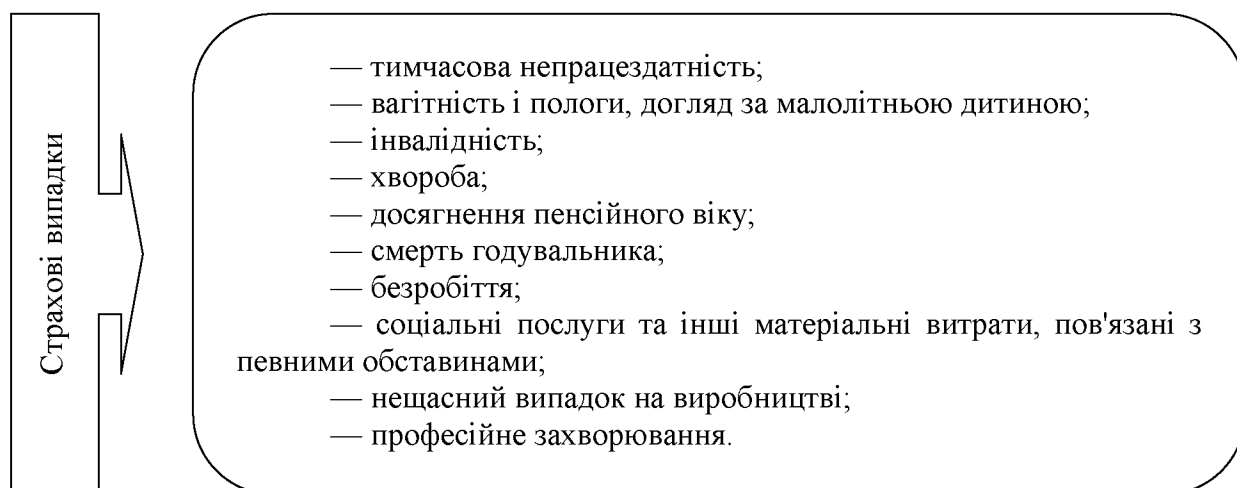 Страхові випадки
— тимчасова непрацездатність;
— вагітність і пологи, догляд за малолітньою дитиною;
— інвалідність;
— хвороба;
— досягнення пенсійного віку;
— смерть годувальника;
— безробіття;
— соціальні послуги та інші матеріальні витрати, пов'язані з
певними обставинами;
— нещасний випадок на виробництві;
— професійне захворювання.